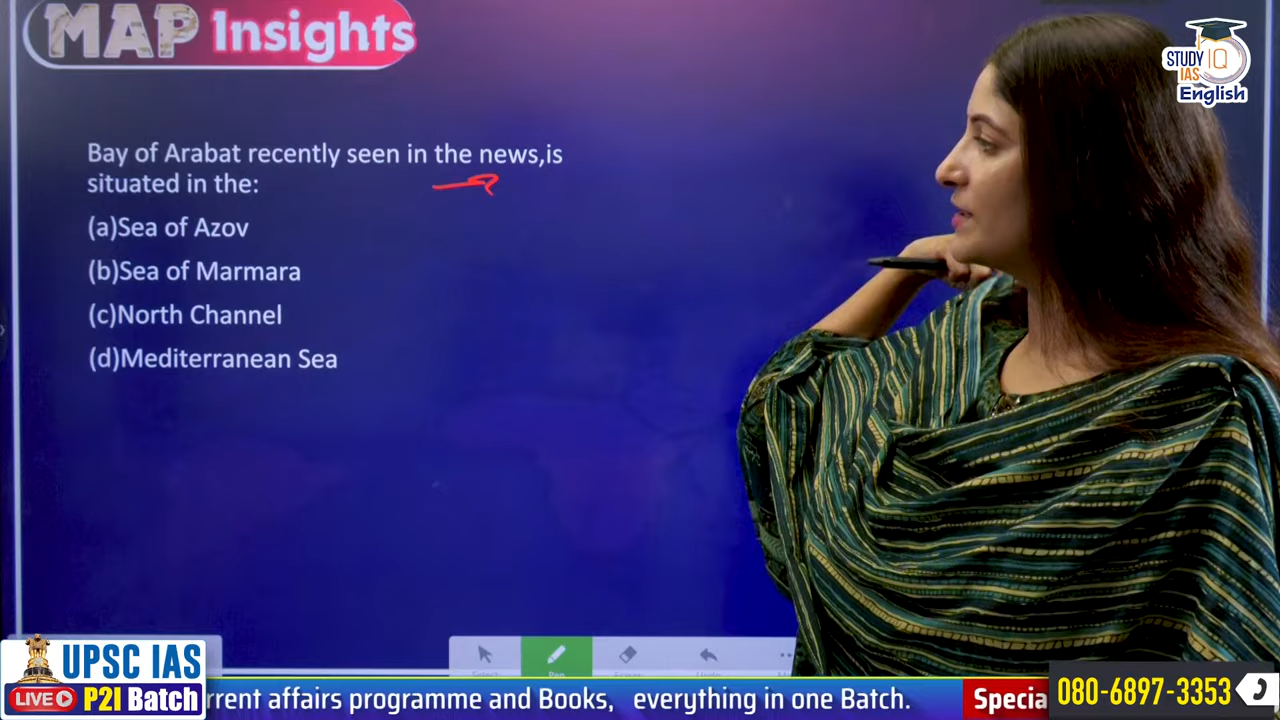 MAP Insights
STUDY IQ
IAS
English
Bay of Arabat recently seen in the news,is
situated in the:
(a)Sea of Azov
(b)Sea of Marmara
(c)North Channel
(d)Mediterranean Sea
Select
Pen
UPSC IAS
LIVE P2I Batch
rrent affairs programme and Books, everything in one Batch.
Specia
080-6897-3353